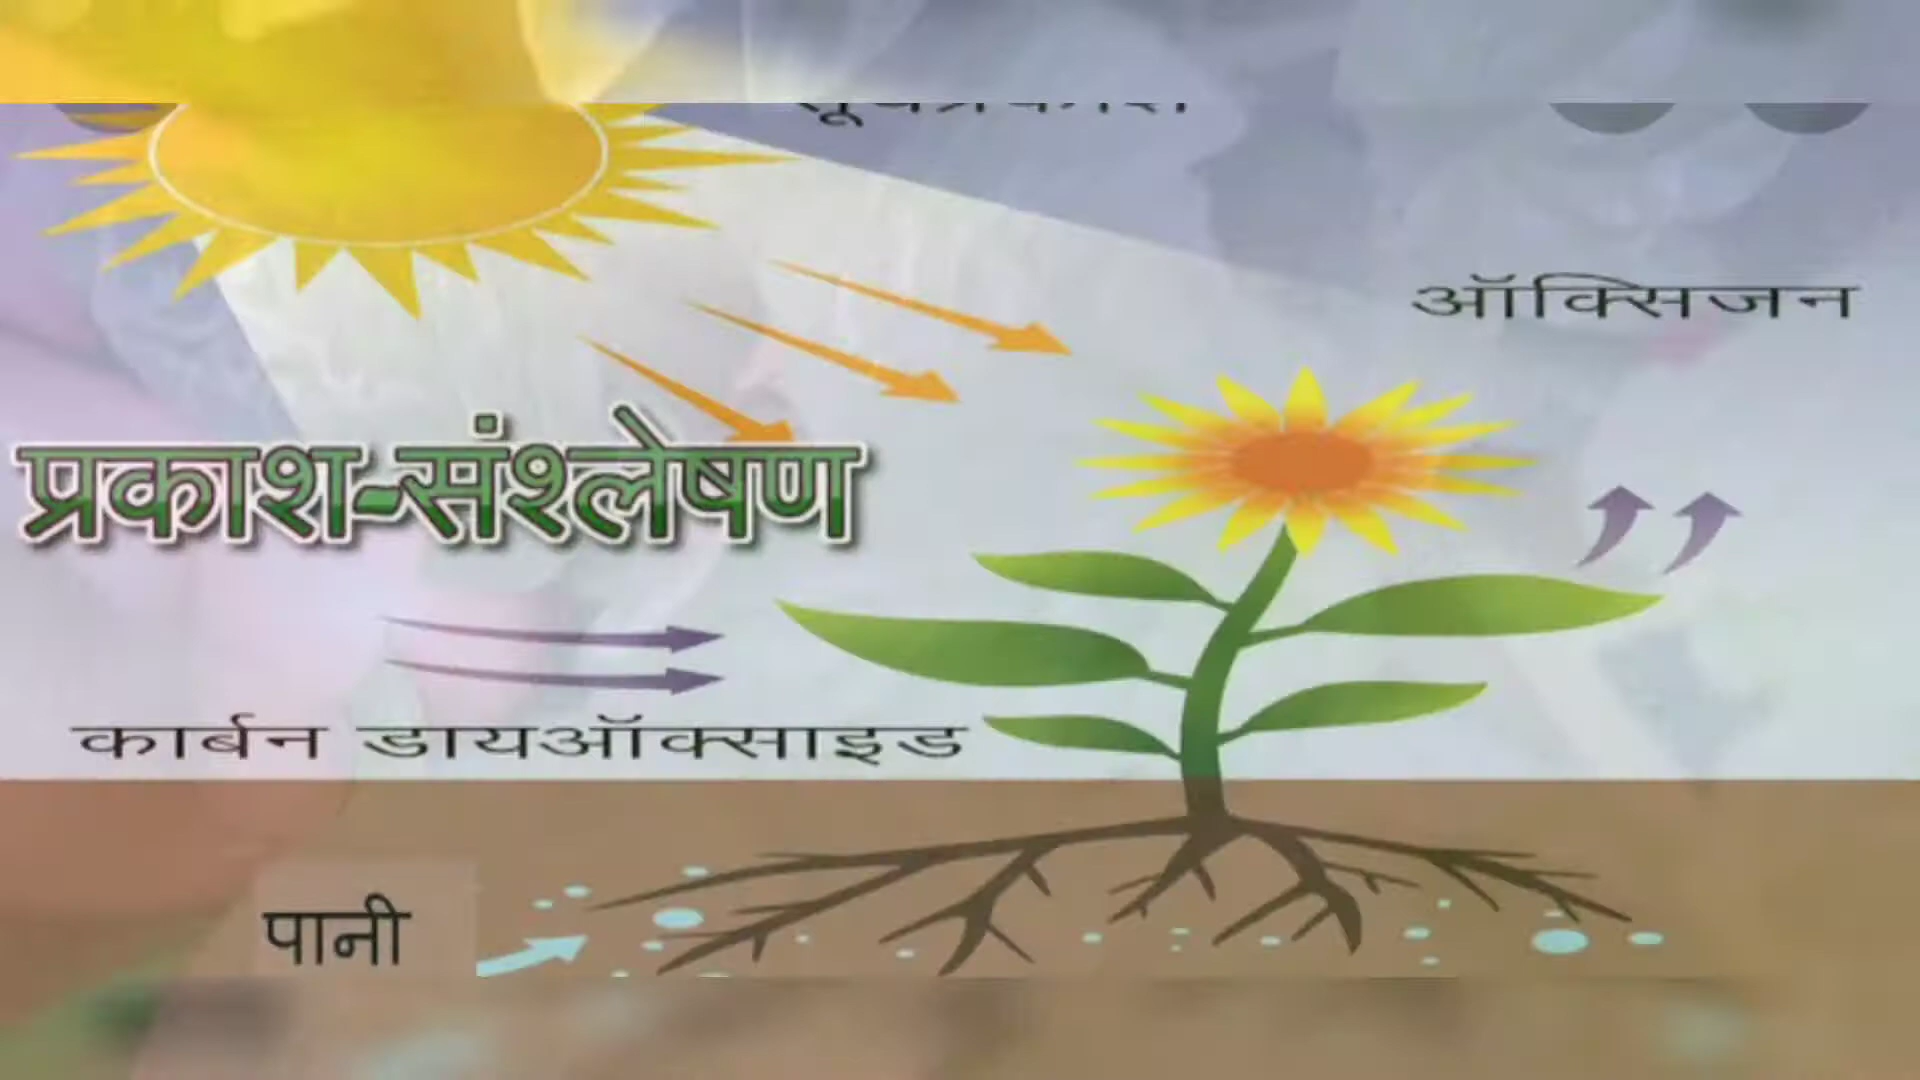 ऑक्सिजन
प्रकाश-संश्लेषण
कार्बन डायऑक्साइड
पानी